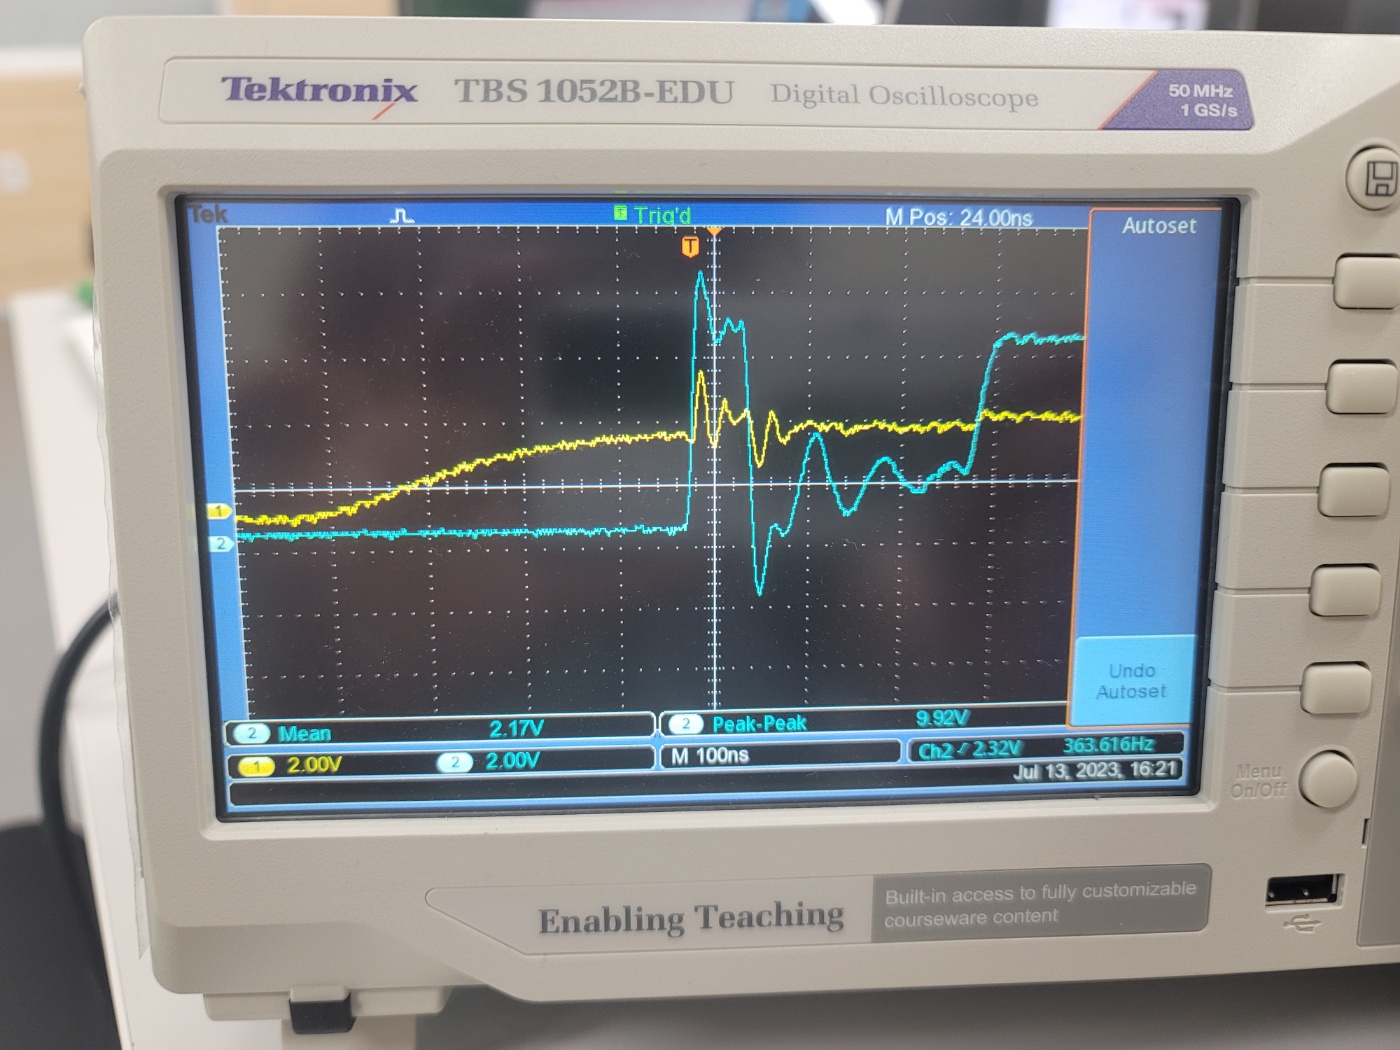 Tektronix TBS 1052B-EDU Digital Oscilloscope
50 MHz
1 GS/s
Tek T Trig'd M Pos: 24.00ns Autoset
T
1
2
Undo
Autoset
2 Mean 2.17V 2 Peak-Peak 9.92V
1 2.00V 2 2.00V M 100ns Ch2 2.32V 363.616Hz
Jul 13, 2023, 16:21
Menu
On/Off
Enabling Teaching
Built-in access to fully customizable
courseware content